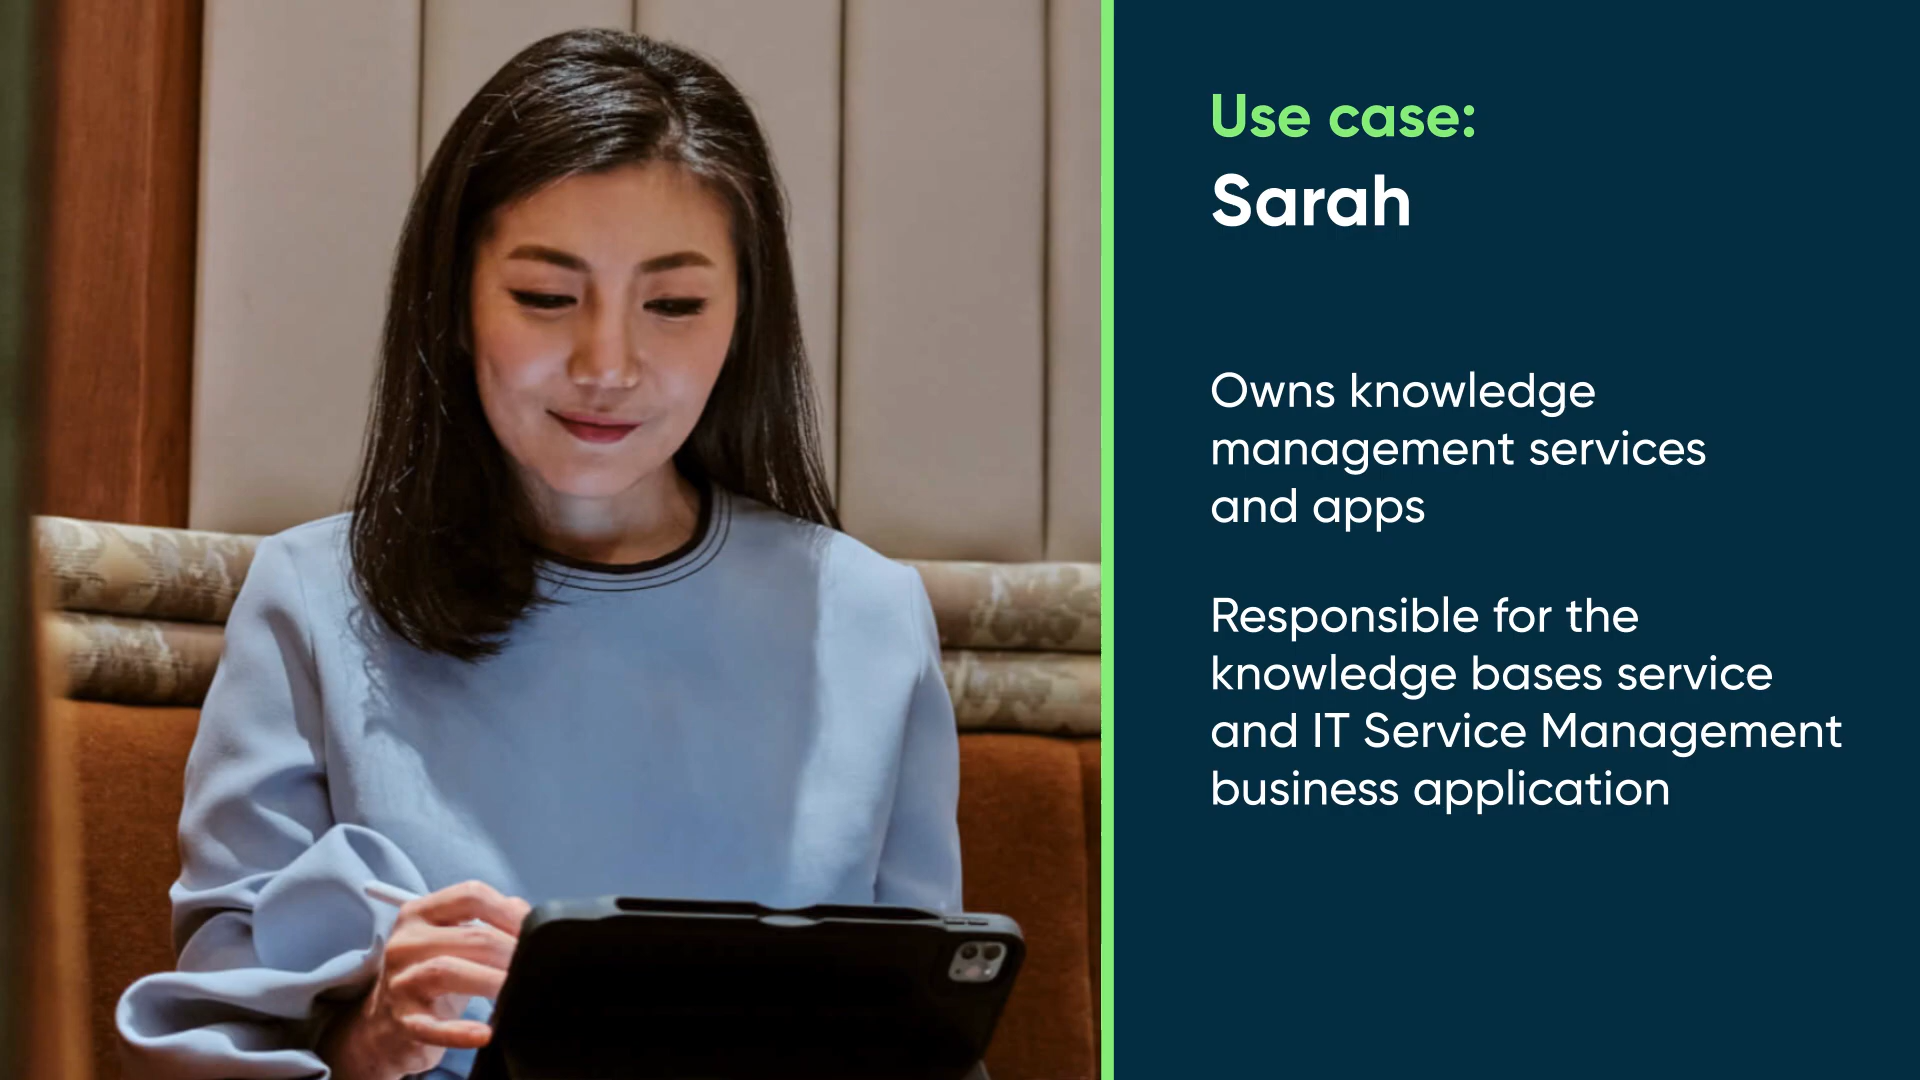 Use case:
Sarah
Owns knowledge
management services
and apps
Responsible for the
knowledge bases service
and IT Service Management
business application